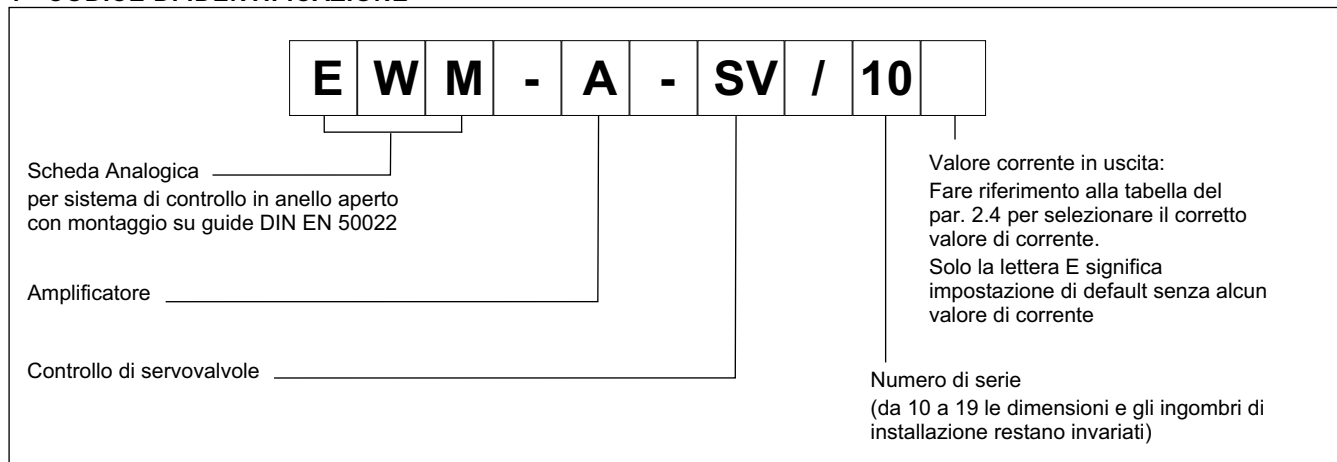 E W M - A - SV / 10
Scheda Analogica
per sistema di controllo in anello aperto
con montaggio su guide DIN EN 50022
Amplificatore
Controllo di servovalvole
Valore corrente in uscita:
Fare riferimento alla tabella del
par. 2.4 per selezionare il corretto
valore di corrente.
Solo la lettera E significa
impostazione di default senza alcun
valore di corrente
Numero di serie
(da 10 a 19 le dimensioni e gli ingombri di
installazione restano invariati)